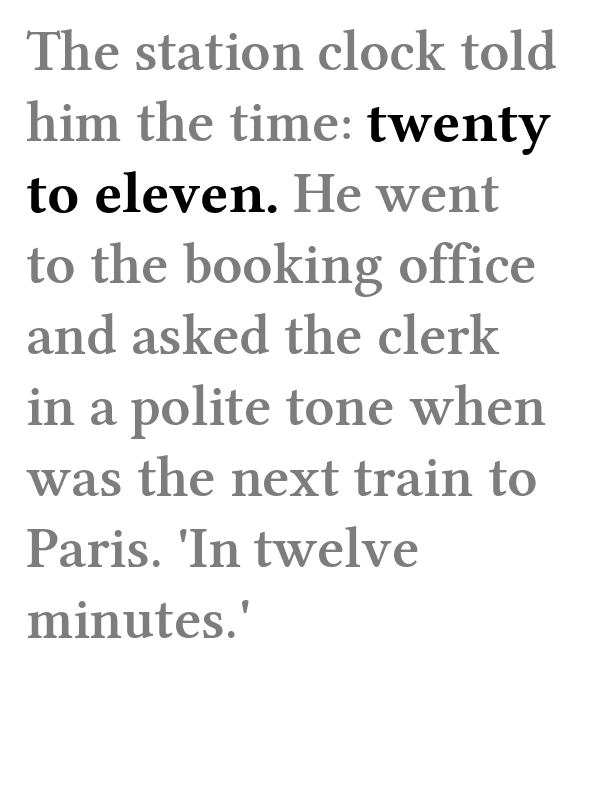 The station clock told
him the time: twenty
to eleven. He went
to the booking office
and asked the clerk
in a polite tone when
was the next train to
Paris. 'In twelve
minutes.'